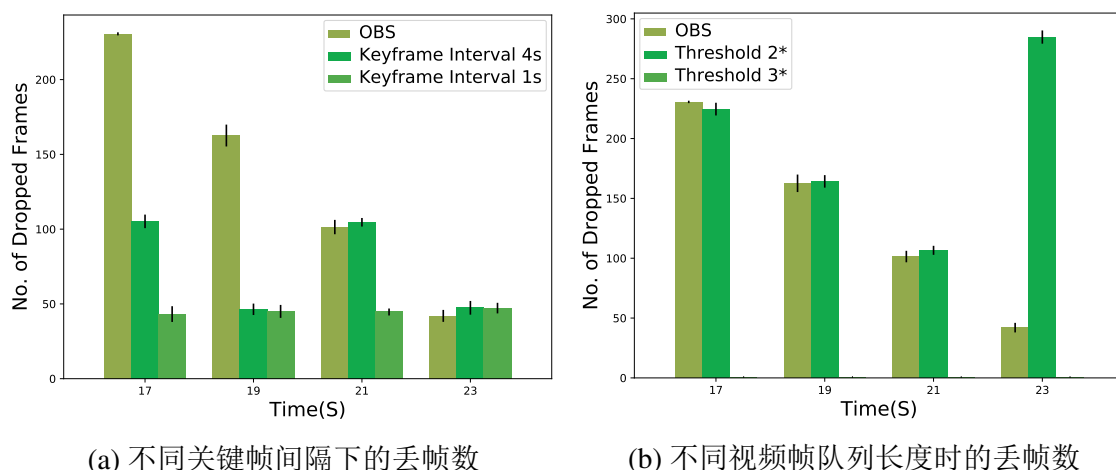 OBS
Keyframe Interval 4s
Keyframe Interval 1s
No. of Dropped Frames
200
150
100
50
0
17 19 21 23
Time(S)
(a) 不同关键帧间隔下的丢帧数
OBS
Threshold 2*
Threshold 3*
No. of Dropped Frames
300
250
200
150
100
50
0
17 19 21 23
Time(S)
(b) 不同视频帧队列长度时的丢帧数